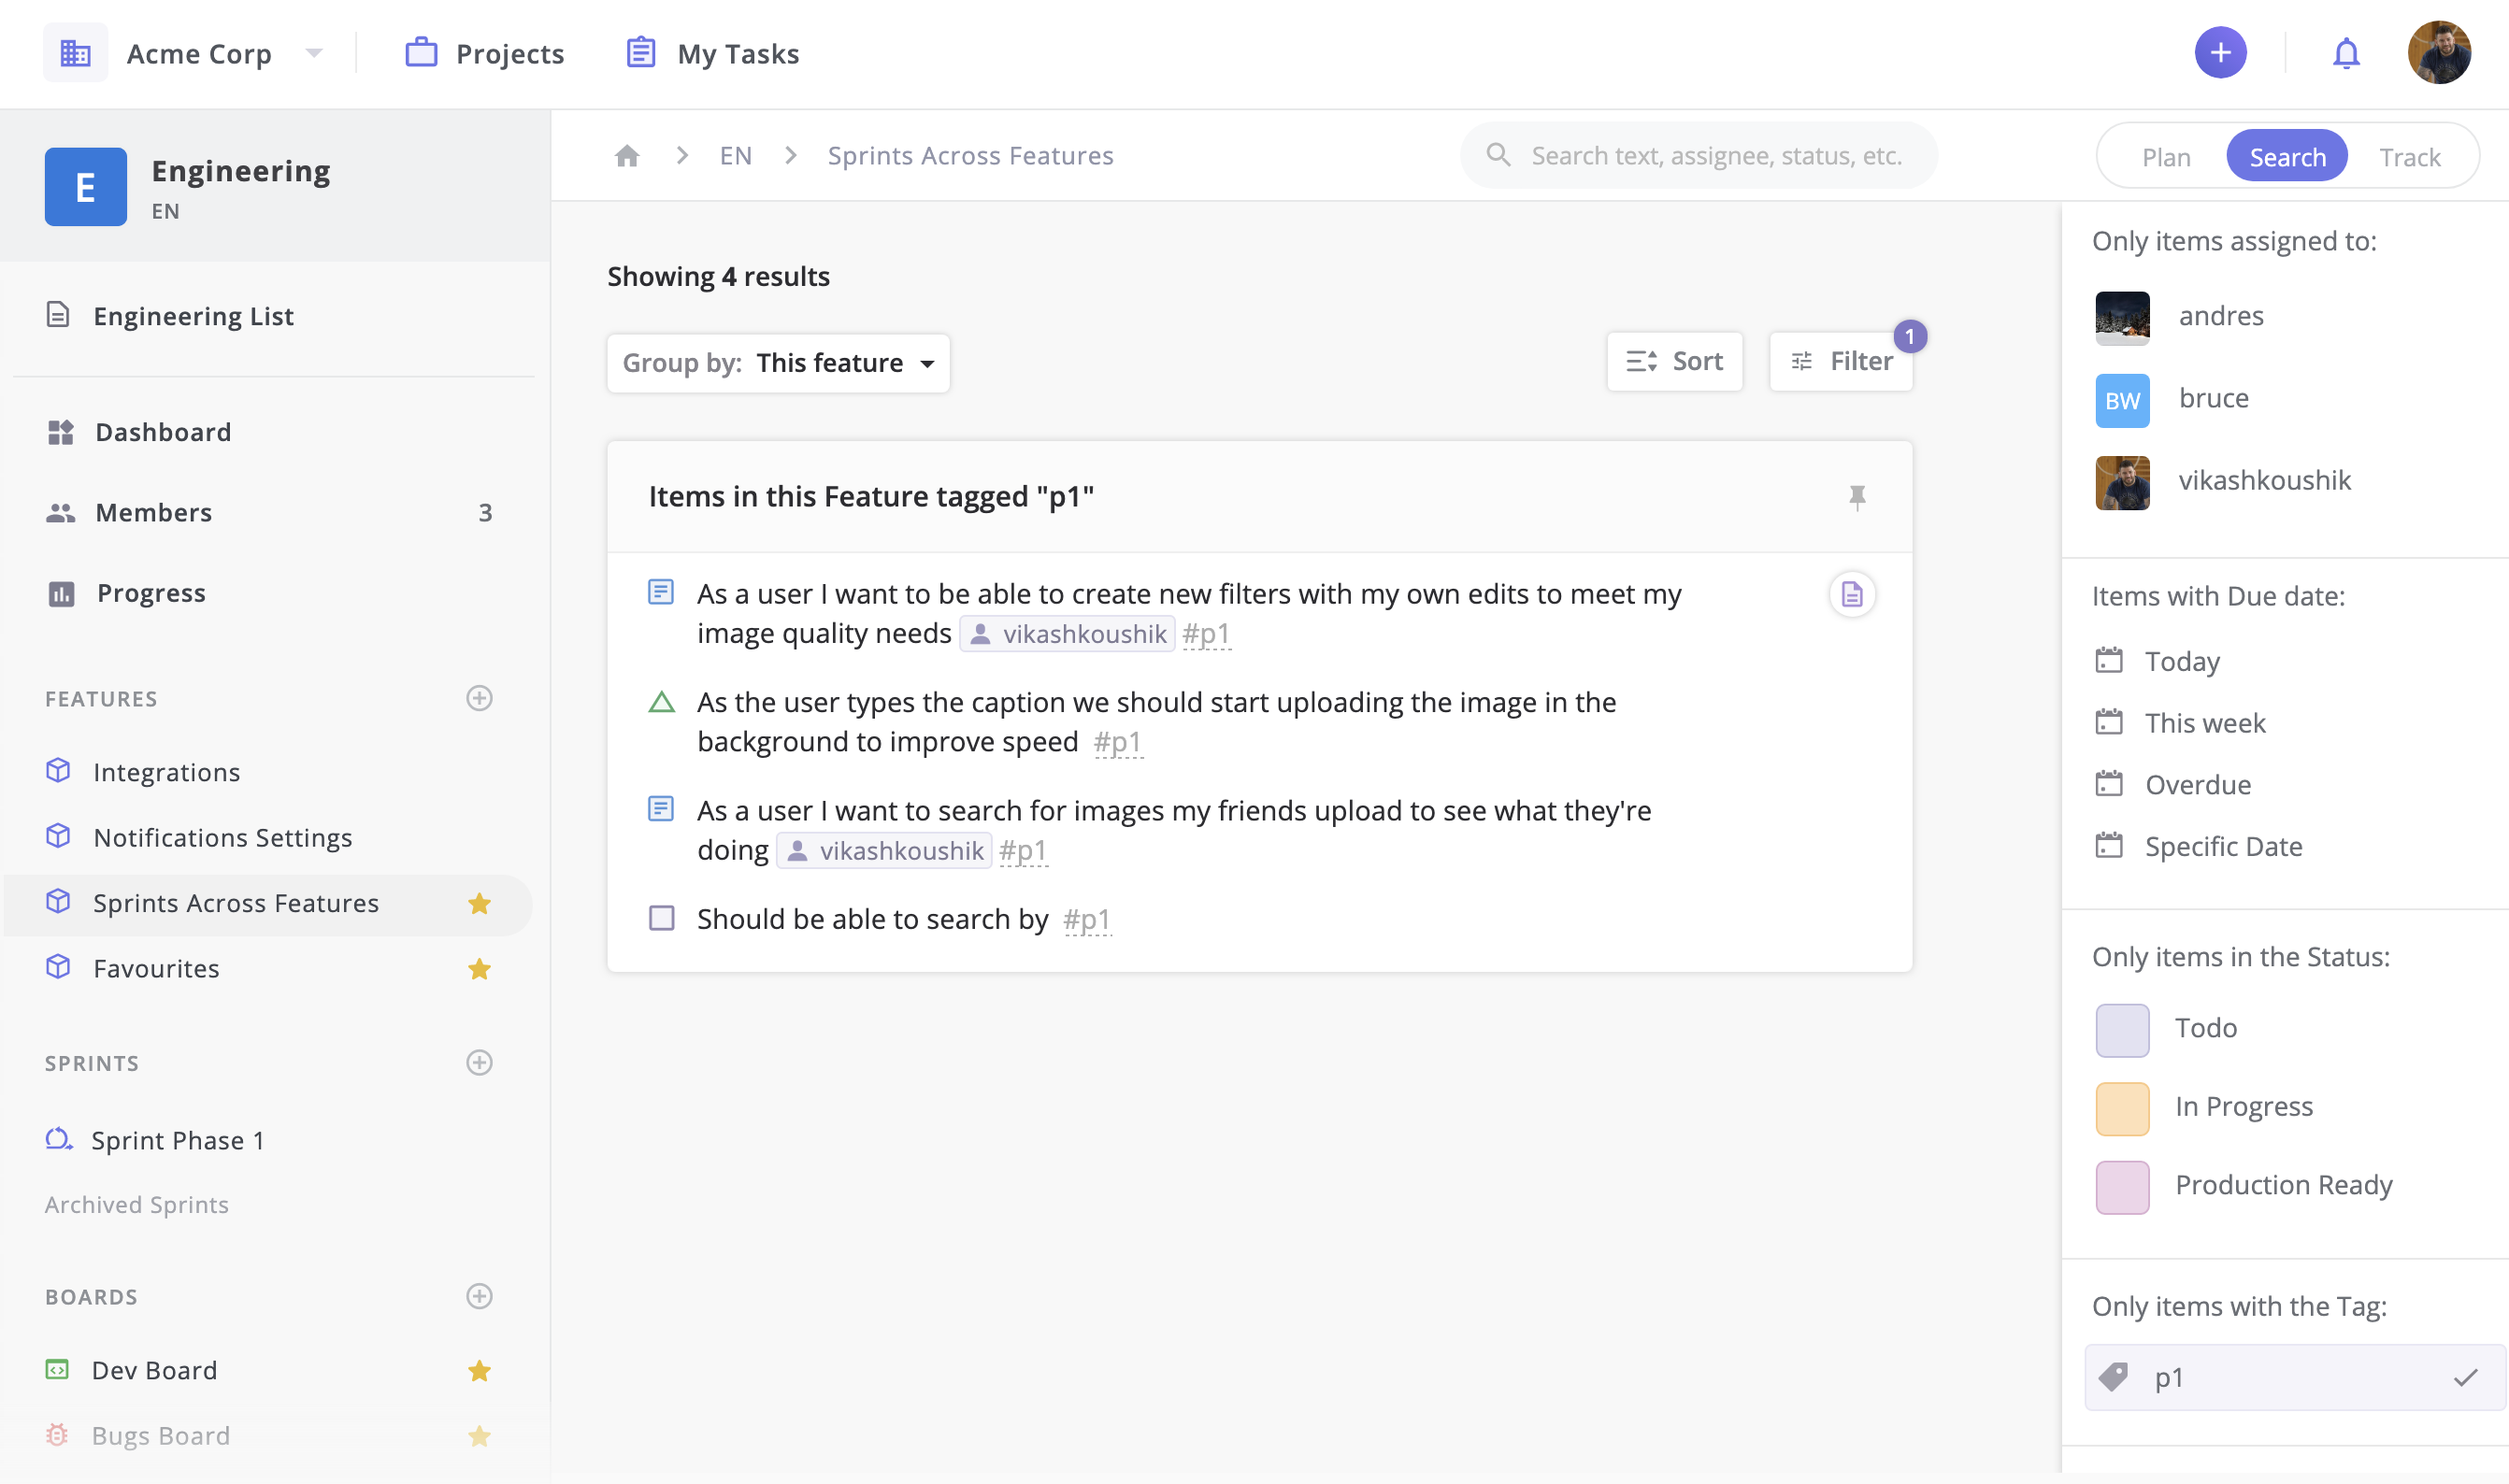 Acme Corp
Projects
My Tasks
E
Engineering
EN
Engineering List
Dashboard
Members 3
Progress
FEATURES
Integrations
Notifications Settings
Sprints Across Features
Favourites
SPRINTS
Sprint Phase 1
Archived Sprints
BOARDS
Dev Board
Bugs Board
EN
Sprints Across Features
Search text, assignee, status, etc.
Plan
Search
Track
Showing 4 results
Group by: This feature
Sort
Filter
1
Items in this Feature tagged "p1"
As a user I want to be able to create new filters with my own edits to meet my
image quality needs vikashkoushik #p1
As the user types the caption we should start uploading the image in the
background to improve speed #p1
As a user I want to search for images my friends upload to see what they're
doing vikashkoushik #p1
Should be able to search by #p1
Only items assigned to:
andres
BW bruce
vikashkoushik
Items with Due date:
Today
This week
Overdue
Specific Date
Only items in the Status:
Todo
In Progress
Production Ready
Only items with the Tag:
p1